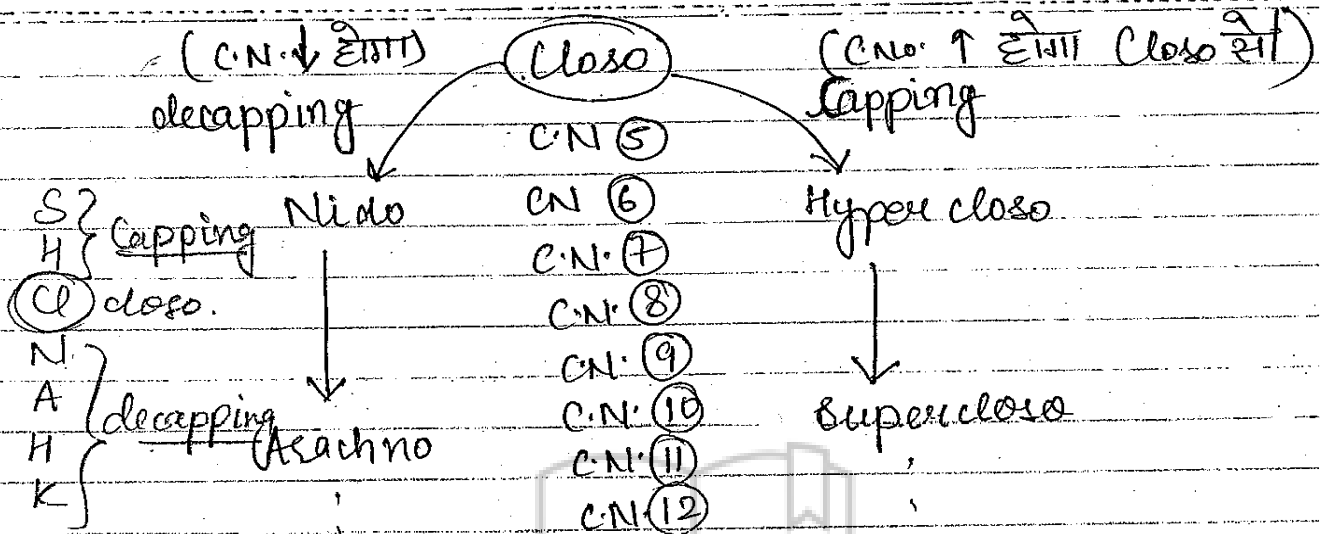 (C.N.↓ होगा) Closo (C No. ↑ होगा Closo से)
decapping Capping
C.N 5
S Capping Nido CN 6 Hyper closo.
H C.N. 7
Cl closo. C.N. 8
N. C.N. 9
A decapping C.N. 10 Supercloso
H Arachno C.N. 11
K C.N. 12